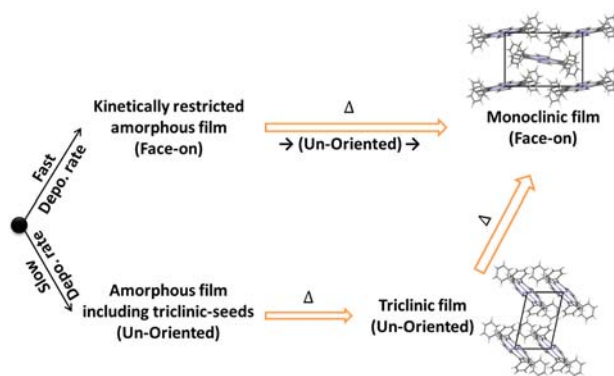 Kinetically restricted
amorphous film
(Face-on)
Δ
→ (Un-Oriented) →
Monoclinic film
(Face-on)
Fast
Depo. rate
Slow
Depo. rate
Amorphous film
including triclinic-seeds
(Un-Oriented)
Δ
Triclinic film
(Un-Oriented)
Δ